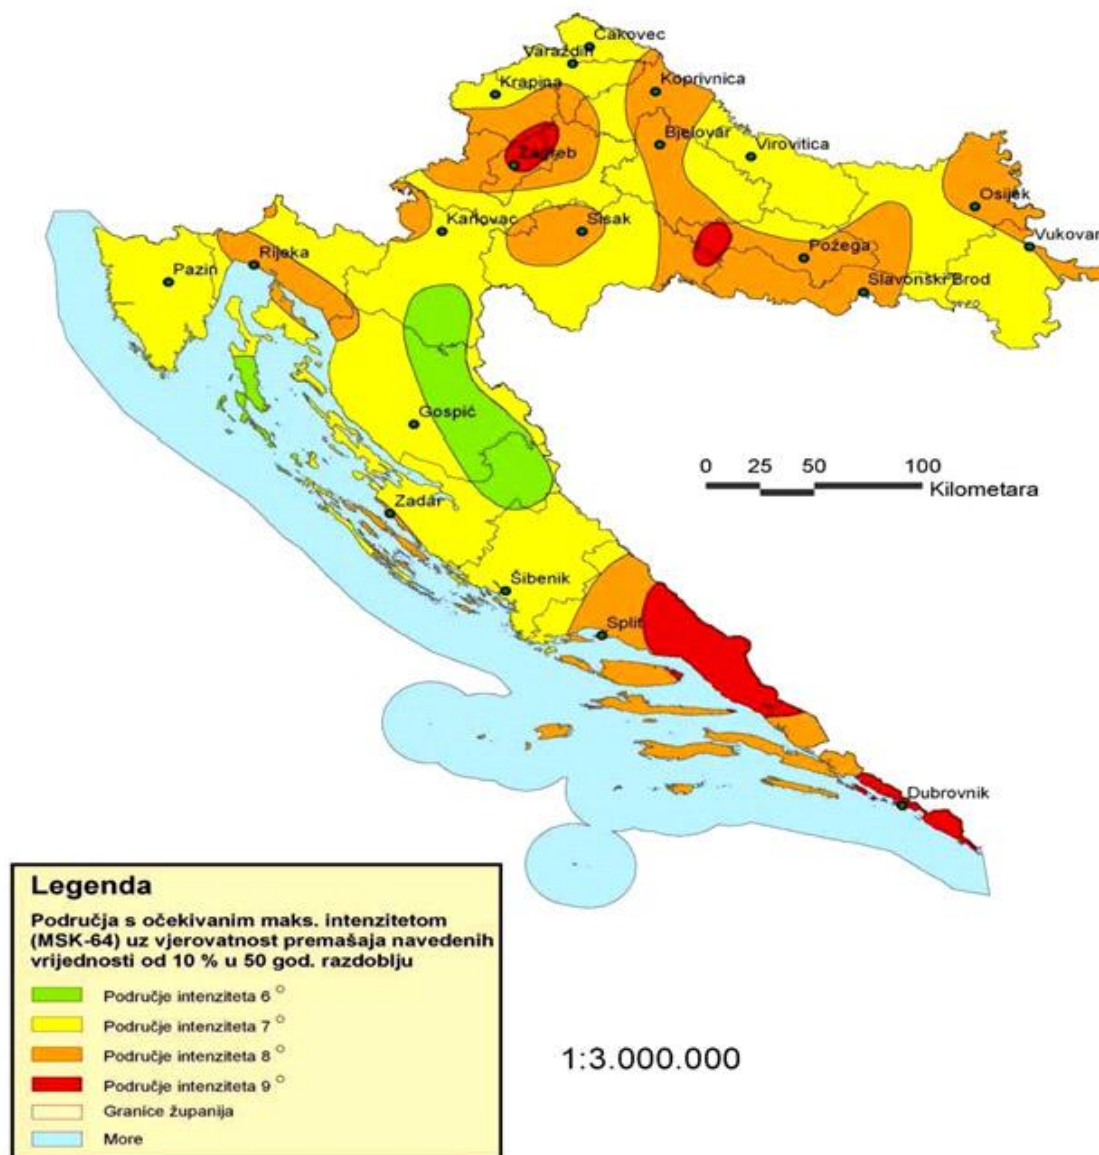 Čakovec
Varaždin
Krapina
Koprivnica
Bjelovar
Virovitica
Zagreb
Osijek
Karlovac
Sisak
Vukovar
Rijeka
Požega
Pazin
Slavonski Brod
Gospić
0 25 50 100
Kilometara
Zadar
Šibenik
Split
Dubrovnik
Legenda
Područja s očekivanim maks. intenzitetom
(MSK-64) uz vjerovatnost premašaja navedenih
vrijednosti od 10 % u 50 god. razdoblju
Područje intenziteta 6 °
Područje intenziteta 7 °
Područje intenziteta 8 °
Područje intenziteta 9 °
Granice županija
More
1:3.000.000